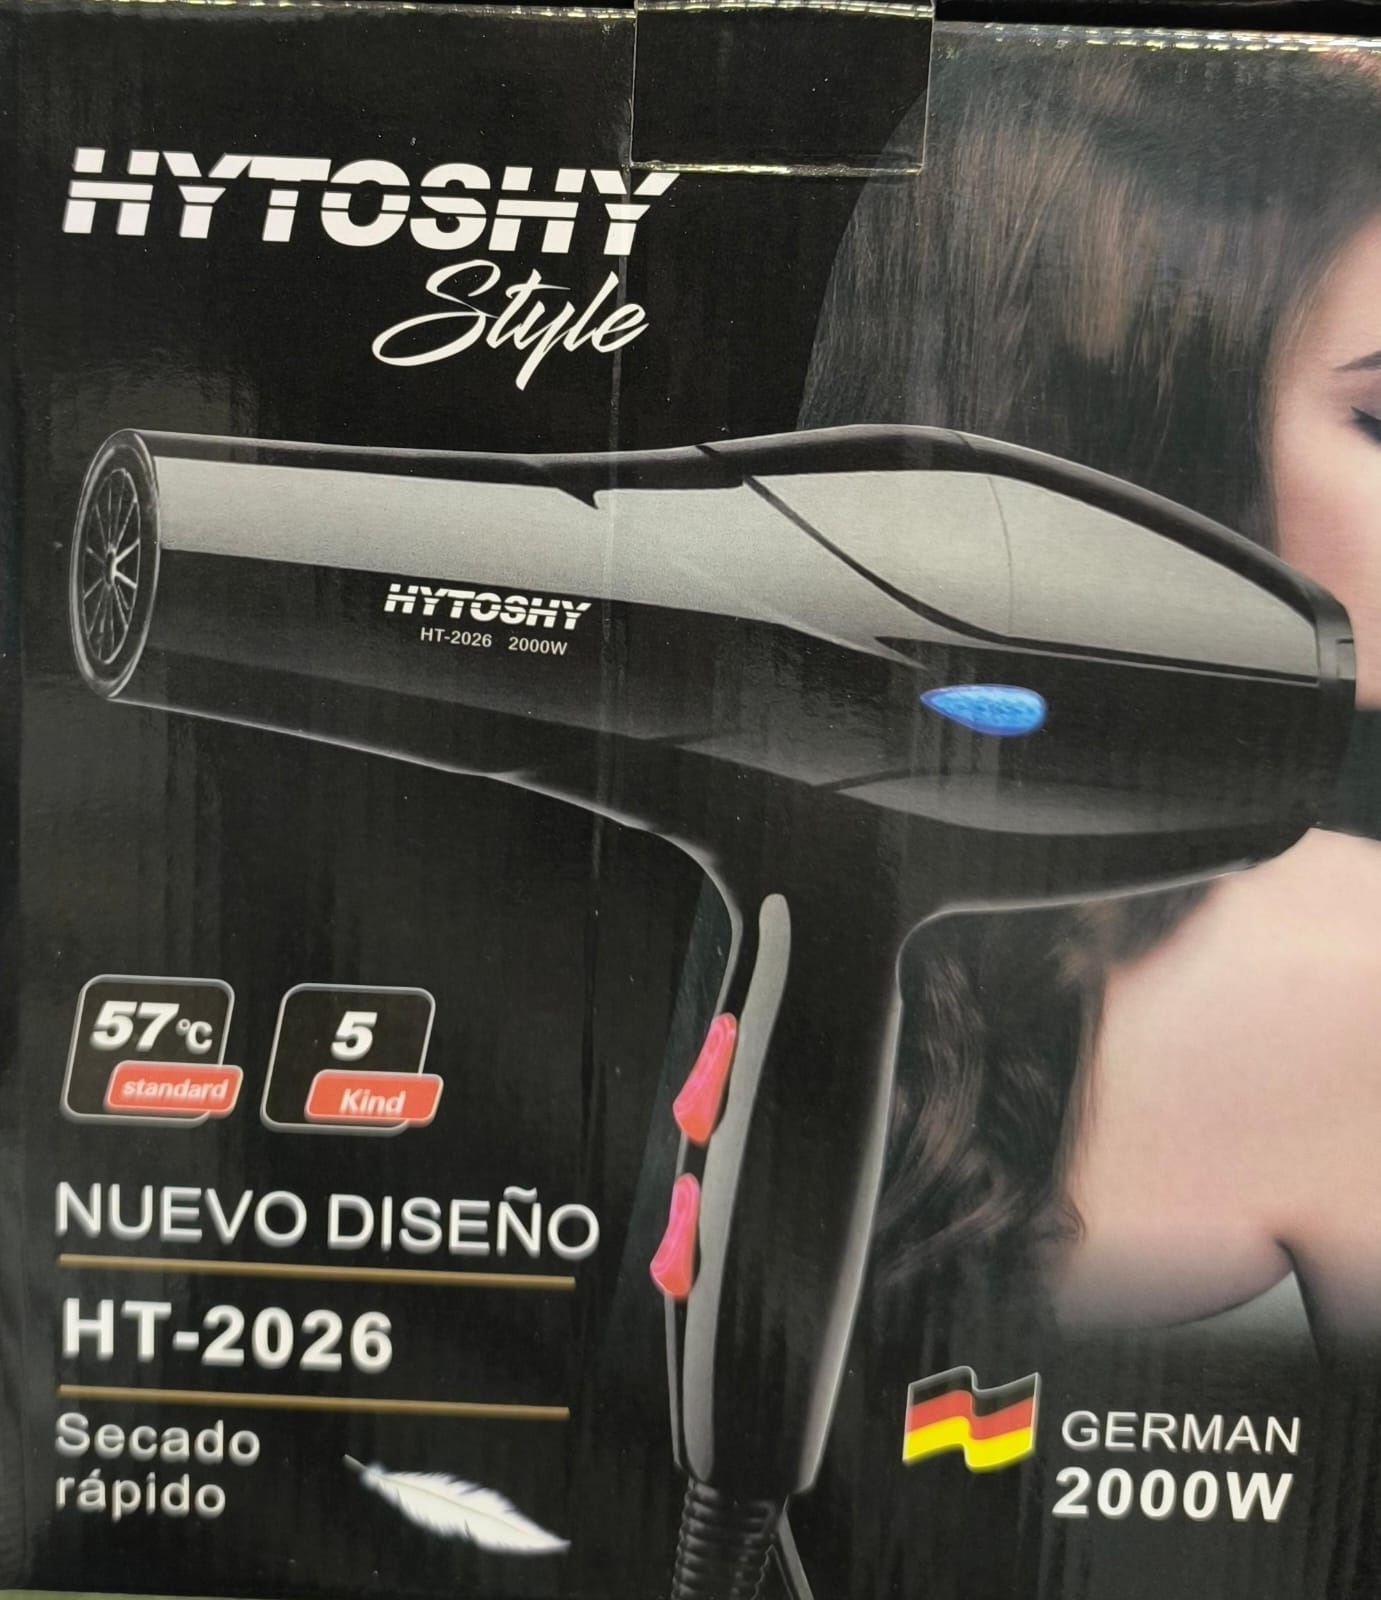 HYTOSHY
Style
HYTOSHY
HT-2026 2000W
57°C
standard
5
Kind
NUEVO DISEÑO
HT-2026
Secado
rápido
GERMAN
2000W